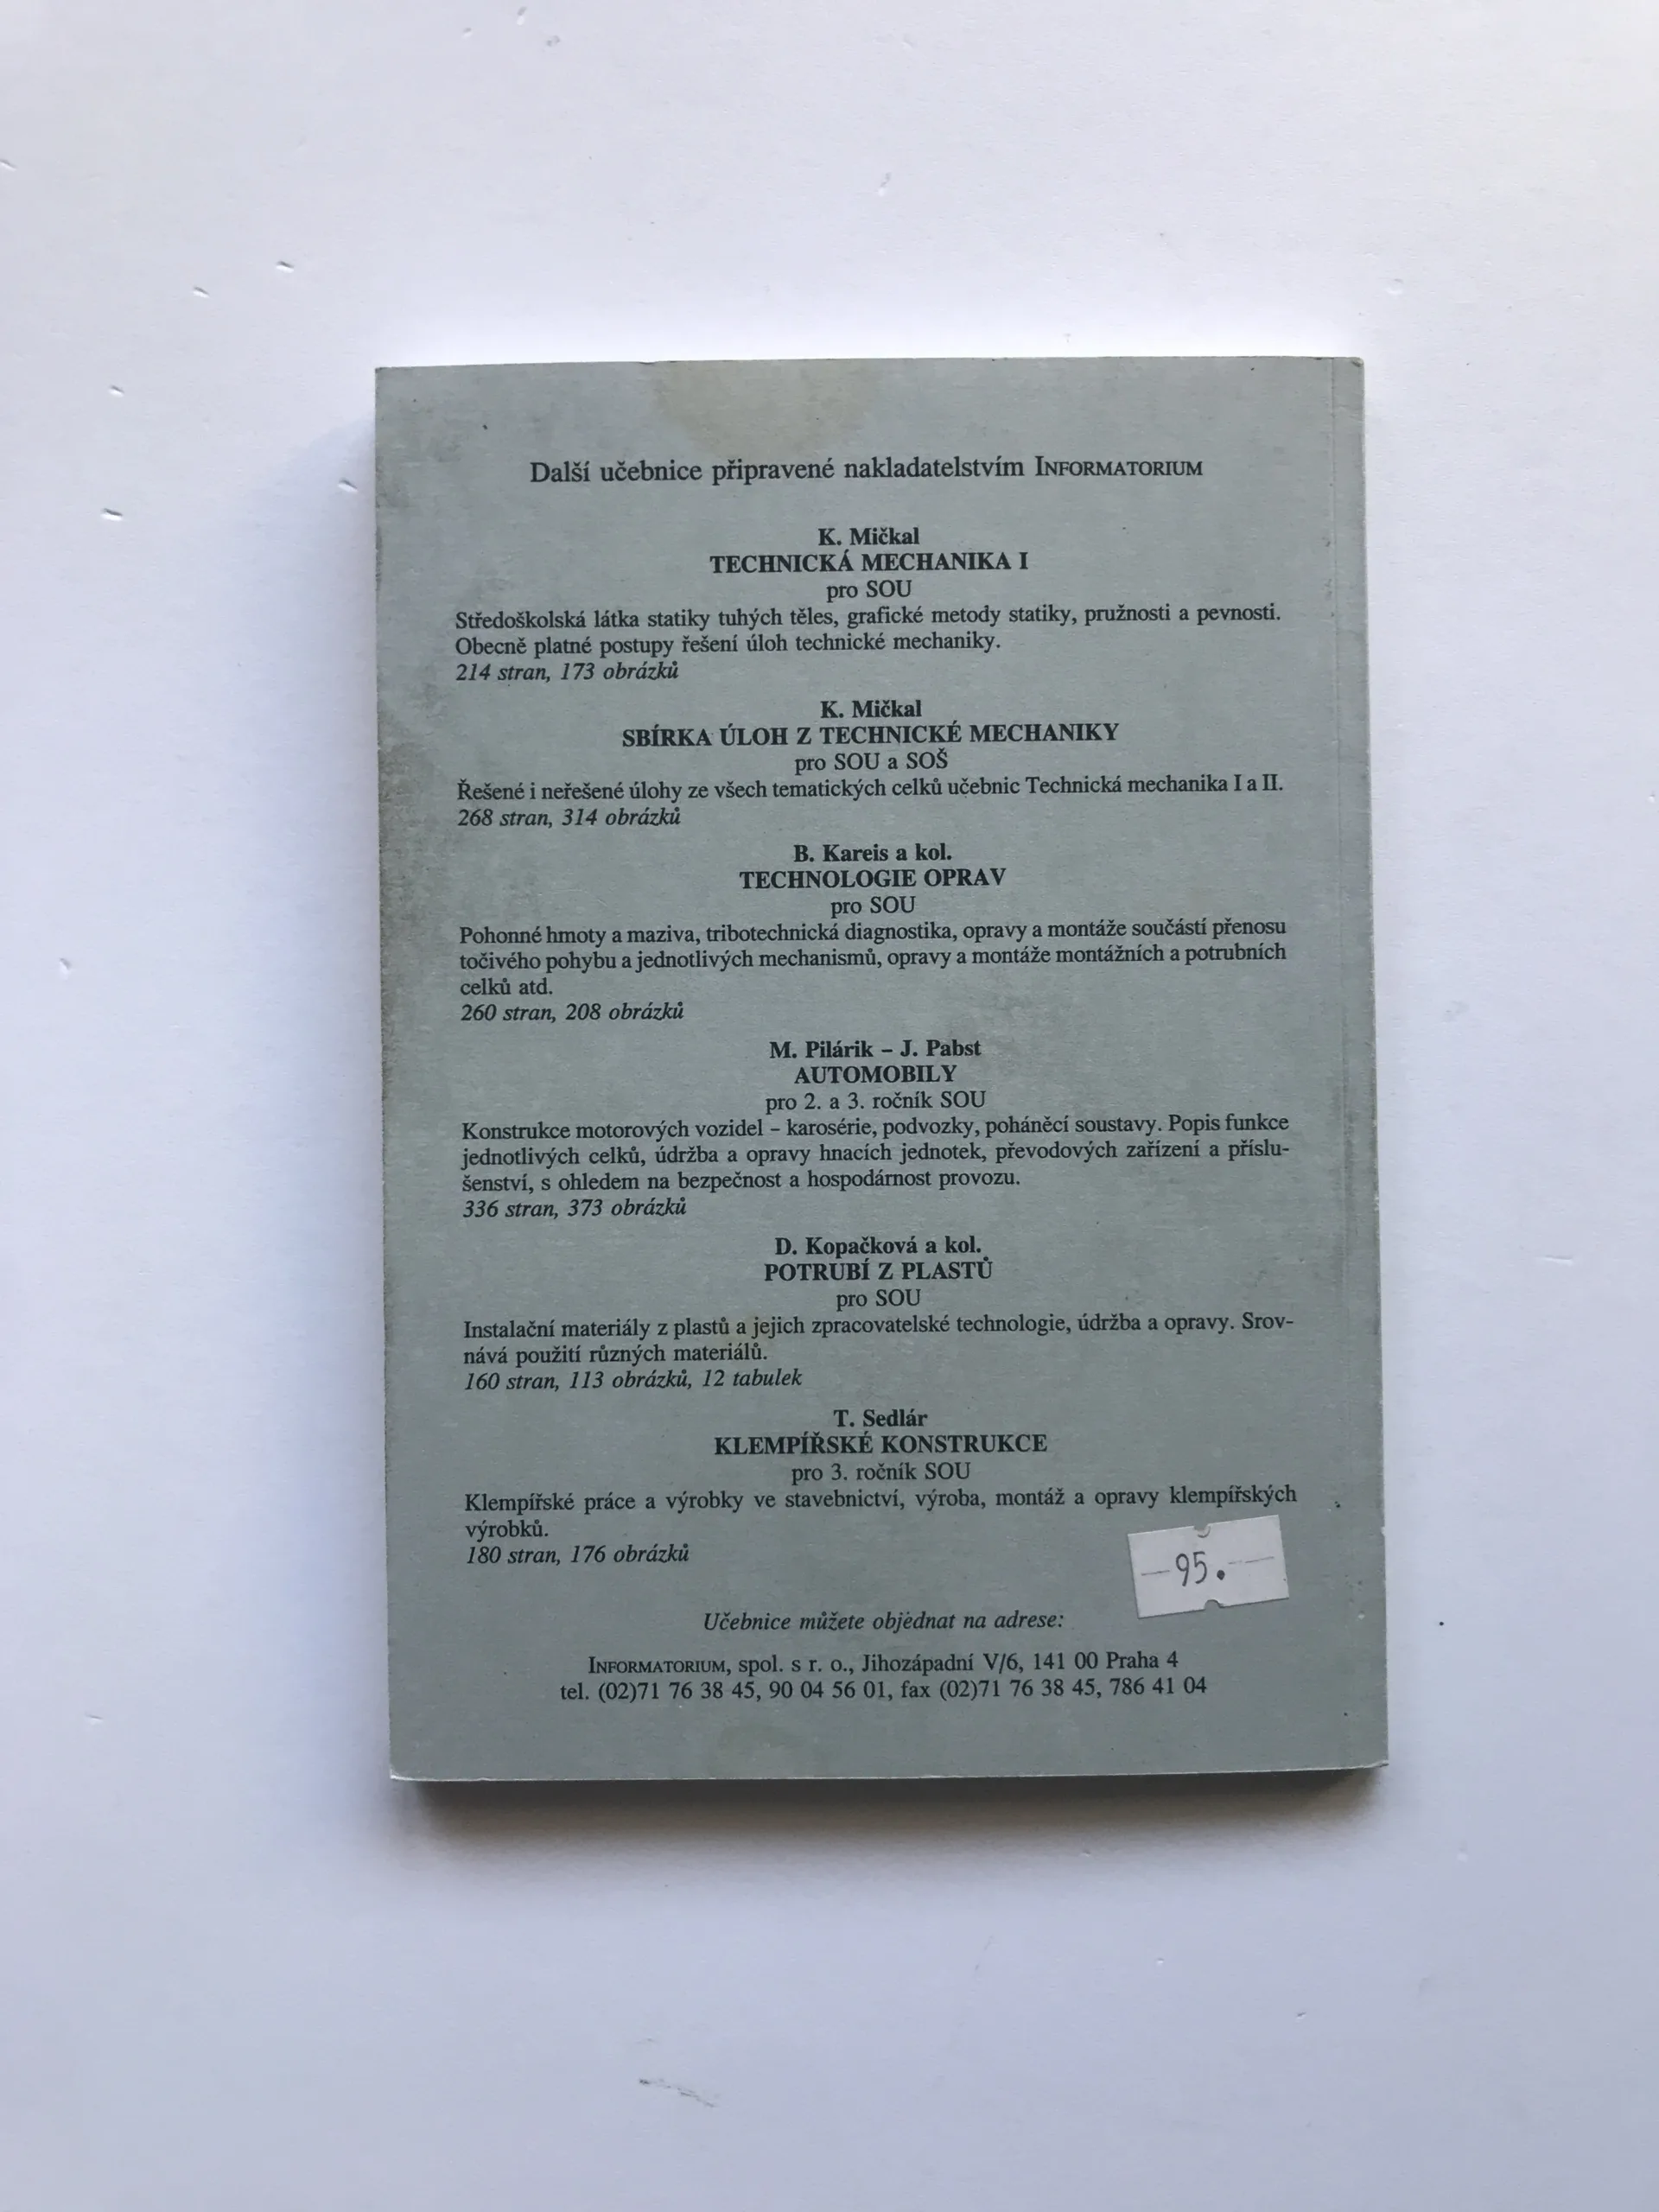 Další učebnice připravené nakladatelstvím INFORMATORIUM
K. Mičkal
TECHNICKÁ MECHANIKA I
pro SOU
Středoškolská látka statiky tuhých těles, grafické metody statiky, pružnosti a pevnosti.
Obecně platné postupy řešení úloh technické mechaniky.
214 stran, 173 obrázků
K. Mičkal
SBÍRKA ÚLOH Z TECHNICKÉ MECHANIKY
pro SOU a SOŠ
Řešené i neřešené úlohy ze všech tematických celků učebnic Technická mechanika I a II.
268 stran, 314 obrázků
B. Kareis a kol.
TECHNOLOGIE OPRAV
pro SOU
Pohonné hmoty a maziva, tribotechnická diagnostika, opravy a montáže součástí přenosu
točivého pohybu a jednotlivých mechanismů, opravy a montáže montážních a potrubních
celků atd.
260 stran, 208 obrázků
M. Pilárik – J. Pabst
AUTOMOBILY
pro 2. a 3. ročník SOU
Konstrukce motorových vozidel – karosérie, podvozky, poháněcí soustavy. Popis funkce
jednotlivých celků, údržba a opravy hnacích jednotek, převodových zařízení a příslu-
šenství, s ohledem na bezpečnost a hospodárnost provozu.
336 stran, 373 obrázků
D. Kopačková a kol.
POTRUBÍ Z PLASTŮ
pro SOU
Instalační materiály z plastů a jejich zpracovatelské technologie, údržba a opravy. Srov-
nává použití různých materiálů.
160 stran, 113 obrázků, 12 tabulek
T. Sedlár
KLEMPÍŘSKÉ KONSTRUKCE
pro 3. ročník SOU
Klempířské práce a výrobky ve stavebnictví, výroba, montáž a opravy klempířských
výrobků.
180 stran, 176 obrázků
—95.—
Učebnice můžete objednat na adrese:
INFORMATORIUM, spol. s r. o., Jihozápadní V/6, 141 00 Praha 4
tel. (02)71 76 38 45, 90 04 56 01, fax (02)71 76 38 45, 786 41 04